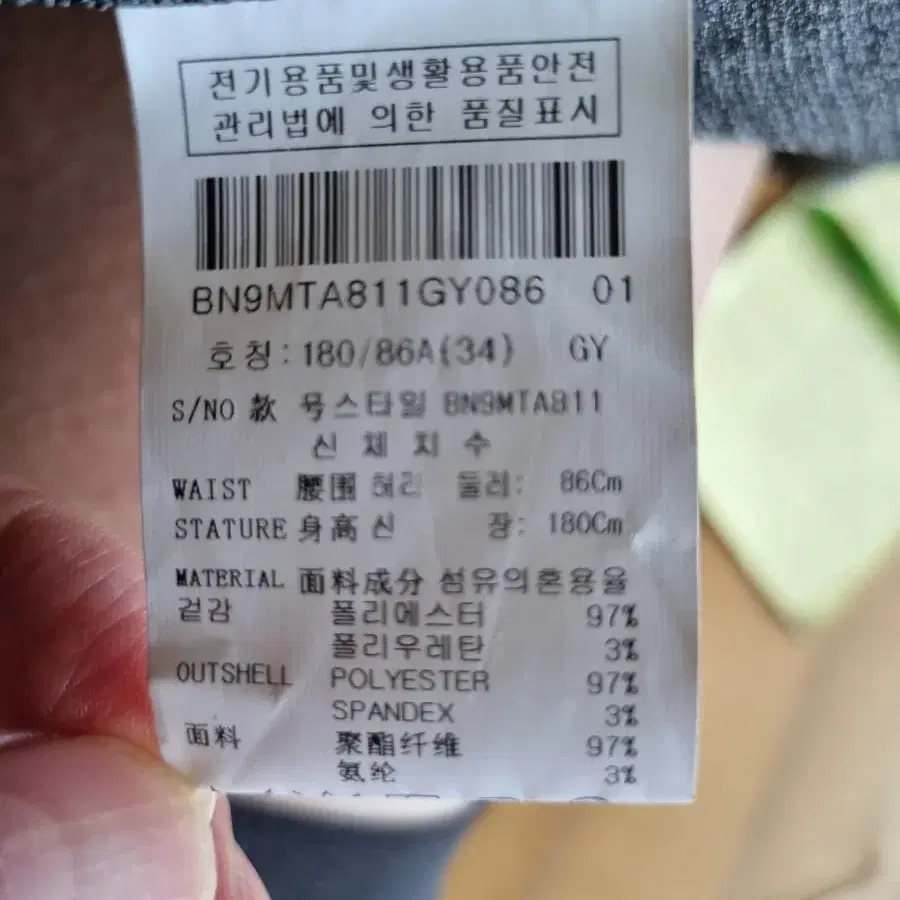 전기용품및생활용품안전
관리법에 의한 품질표시
BN9MTA811GY086 01
호칭: 180/86A(34) GY
S/NO 款 号스타일 BN9MTA811
신 체 치 수
WAIST 腰围 허리 둘레: 86Cm
STATURE 身高 신 장: 180Cm
MATERIAL 面料成分 섬유의혼용율
겉감 폴리에스터 97%
폴리우레탄 3%
OUTSHELL POLYESTER 97%
SPANDEX 3%
面料 聚酯纤维 97%
氨纶 3%